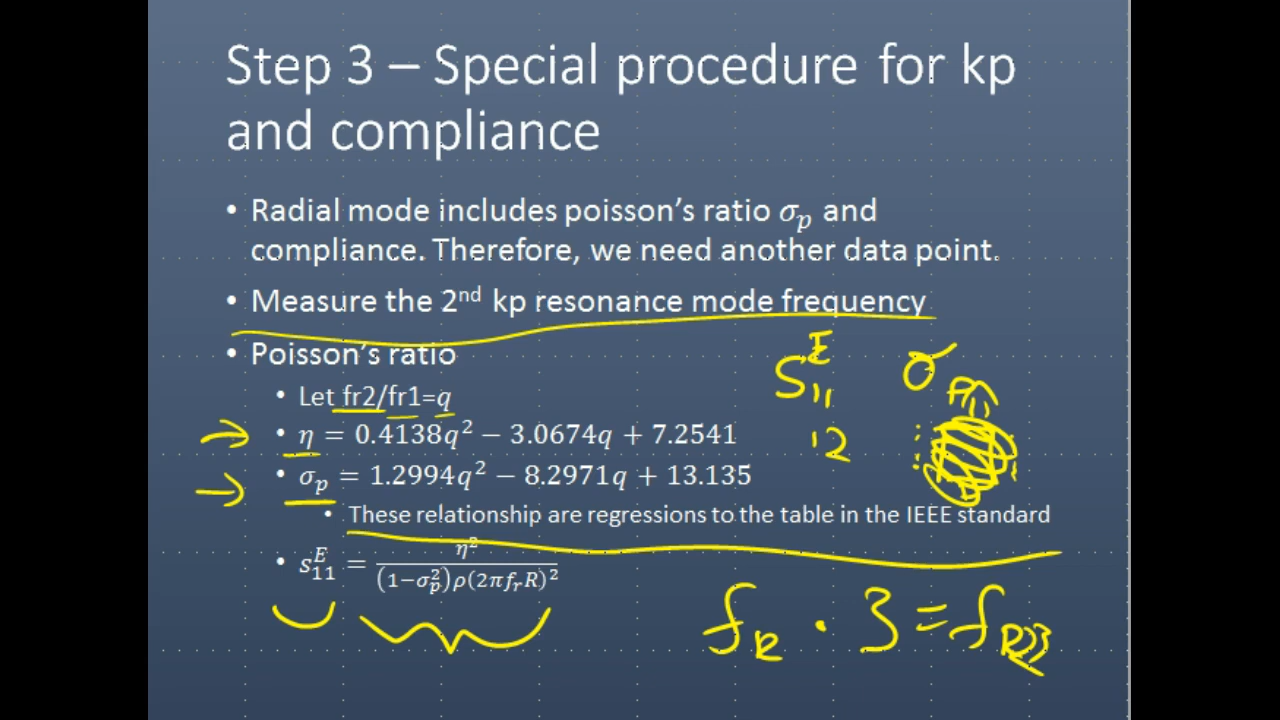 Step 3 – Special procedure for kp
and compliance
• Radial mode includes poisson's ratio σₚ and
compliance. Therefore, we need another data point.
• Measure the 2ⁿᵈ kp resonance mode frequency
• Poisson's ratio
• Let fr2/fr1=q
• η = 0.4138q² − 3.0674q + 7.2541
• σₚ = 1.2994q² − 8.2971q + 13.135
• These relationship are regressions to the table in the IEEE standard
• s₁₁ᴱ = η² / ((1−σₚ²)ρ(2πfᵣR)²)
S₁₁ᴱ σ
12
f_R · 3 = f_R